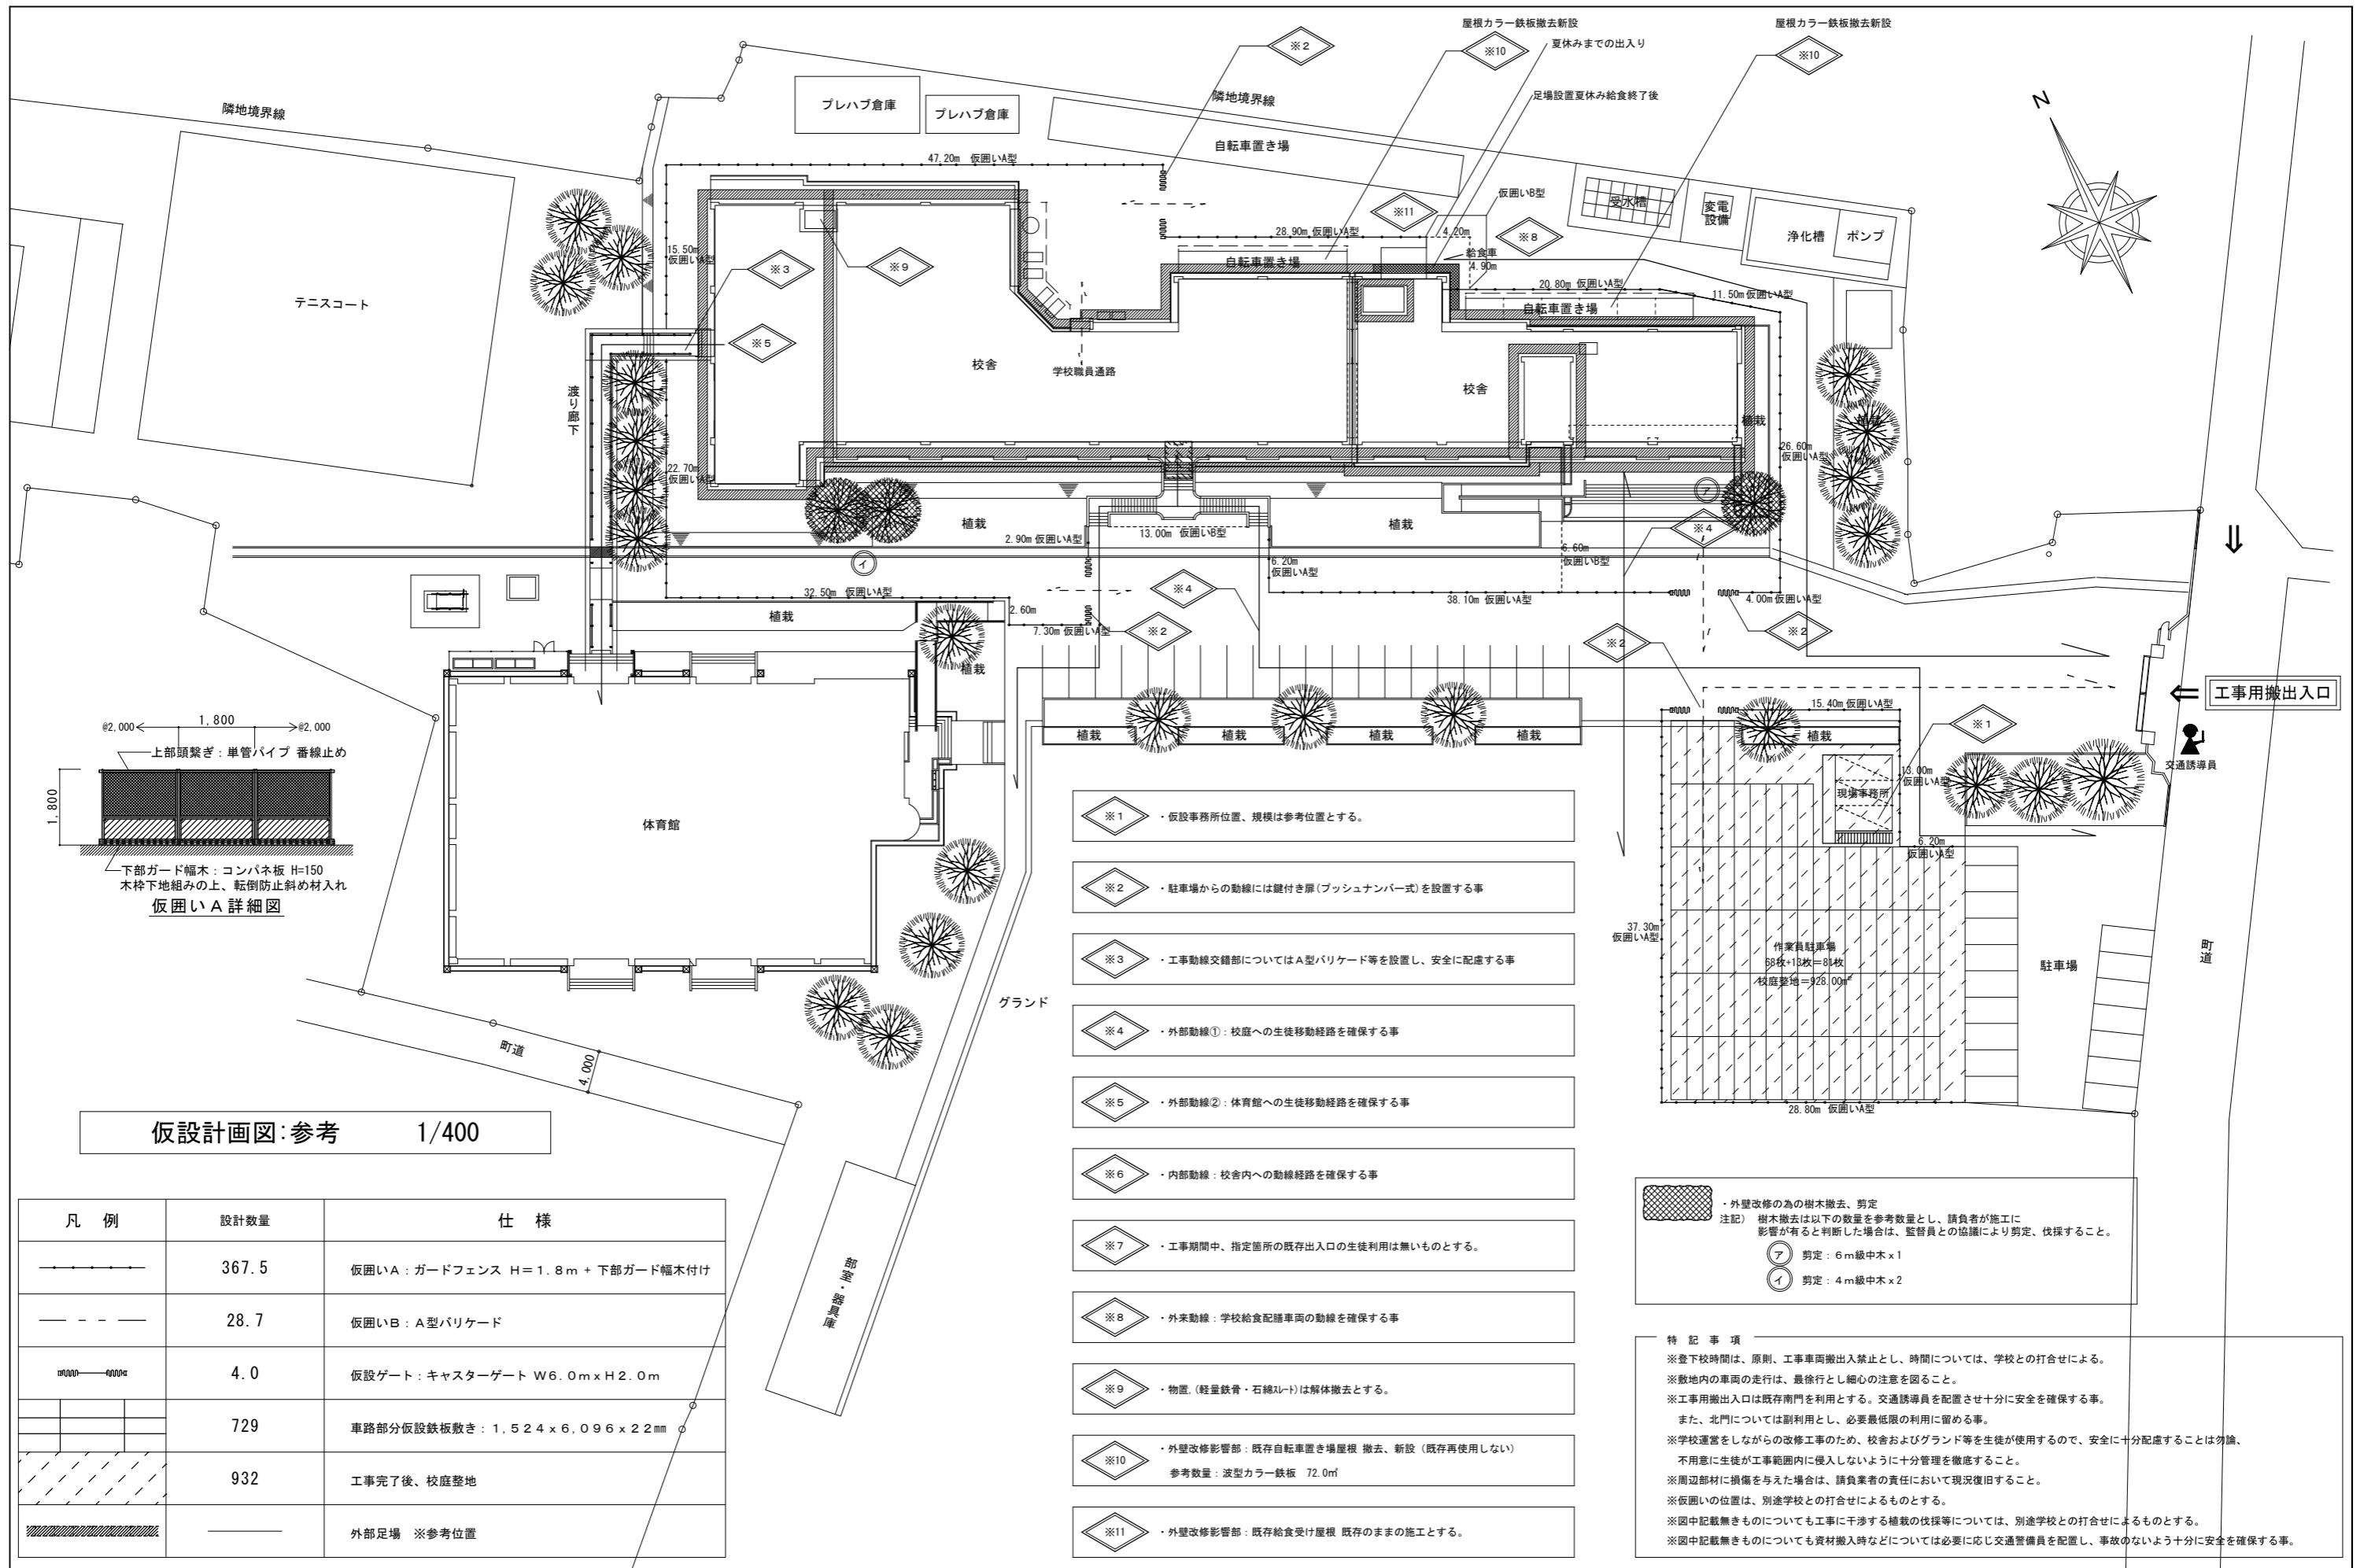 屋根カラー鉄板撤去新設
屋根カラー鉄板撤去新設
※2
※10
夏休みまでの出入り
※10
足場設置夏休み給食終了後
隣地境界線
プレハブ倉庫
プレハブ倉庫
隣地境界線
自転車置き場
N
47.20m 仮囲いA型
仮囲いB型
受水槽
変電
設備
浄化槽
ポンプ
※11
※8
28.90m 仮囲いA型
4.20m
給食車
4.90m
15.50m
仮囲いA型
※3
※9
自転車置き場
20.80m 仮囲いA型
11.50m 仮囲いA型
自転車置き場
テニスコート
※5
校舎
学校職員通路
校舎
渡り廊下
植栽
植栽
26.60m
仮囲いA型
22.70m
仮囲いA型
ア
植栽
植栽
※4
2.90m 仮囲いA型
13.00m 仮囲いB型
6.60m
仮囲いB型
イ
6.20m
仮囲いA型
32.50m 仮囲いA型
※4
38.10m 仮囲いA型
4.00m 仮囲いA型
植栽
2.60m
7.30m 仮囲いA型
※2
※2
※2
植栽
工事用搬出入口
15.40m 仮囲いA型
※1
植栽
植栽
植栽
植栽
植栽
交通誘導員
13.00m
仮囲いA型
現場事務所
6.20m
仮囲いA型
@2,000
1,800
@2,000
上部頭繋ぎ：単管パイプ 番線止め
1,800
下部ガード幅木：コンパネ板 H=150
木枠下地組みの上、転倒防止斜め材入れ
仮囲いA詳細図
体育館
37.30m
仮囲いA型
作業員駐車場
68枚+13枚=81枚
校庭整地=928.00㎡
駐車場
町道
グランド
28.80m 仮囲いA型
町道
4,000
部室・器具庫
仮設計画図:参考 1/400
凡 例 設計数量 仕 様
367.5 仮囲いA：ガードフェンス H＝1.8m + 下部ガード幅木付け
28.7 仮囲いB：A型バリケード
4.0 仮設ゲート：キャスターゲート W6.0mxH2.0m
729 車路部分仮設鉄板敷き：1,524x6,096x22㎜
932 工事完了後、校庭整地
外部足場 ※参考位置
※1 ・仮設事務所位置、規模は参考位置とする。
※2 ・駐車場からの動線には鍵付き扉(プッシュナンバー式)を設置する事
※3 ・工事動線交錯部についてはA型バリケード等を設置し、安全に配慮する事
※4 ・外部動線①：校庭への生徒移動経路を確保する事
※5 ・外部動線②：体育館への生徒移動経路を確保する事
※6 ・内部動線：校舎内への動線経路を確保する事
※7 ・工事期間中、指定箇所の既存出入口の生徒利用は無いものとする。
※8 ・外来動線：学校給食配膳車両の動線を確保する事
※9 ・物置.(軽量鉄骨・石綿スレート)は解体撤去とする。
※10 ・外壁改修影響部：既存自転車置き場屋根 撤去、新設（既存再使用しない）
参考数量：波型カラー鉄板 72.0㎡
※11 ・外壁改修影響部：既存給食受け屋根 既存のままの施工とする。
・外壁改修の為の樹木撤去、剪定
注記） 樹木撤去は以下の数量を参考数量とし、請負者が施工に
影響が有ると判断した場合は、監督員との協議により剪定、伐採すること。
ア 剪定：6m級中木x1
イ 剪定：4m級中木x2
特 記 事 項
※登下校時間は、原則、工事車両搬出入禁止とし、時間については、学校との打合せによる。
※敷地内の車両の走行は、最徐行とし細心の注意を図ること。
※工事用搬出入口は既存南門を利用とする。交通誘導員を配置させ十分に安全を確保する事。
また、北門については副利用とし、必要最低限の利用に留める事。
※学校運営をしながらの改修工事のため、校舎およびグランド等を生徒が使用するので、安全に十分配慮することは勿論、
不用意に生徒が工事範囲内に侵入しないように十分管理を徹底すること。
※周辺部材に損傷を与えた場合は、請負業者の責任において現況復旧すること。
※仮囲いの位置は、別途学校との打合せによるものとする。
※図中記載無きものについても工事に干渉する植栽の伐採等については、別途学校との打合せによるものとする。
※図中記載無きものについても資材搬入時などについては必要に応じ交通警備員を配置し、事故のないよう十分に安全を確保する事。